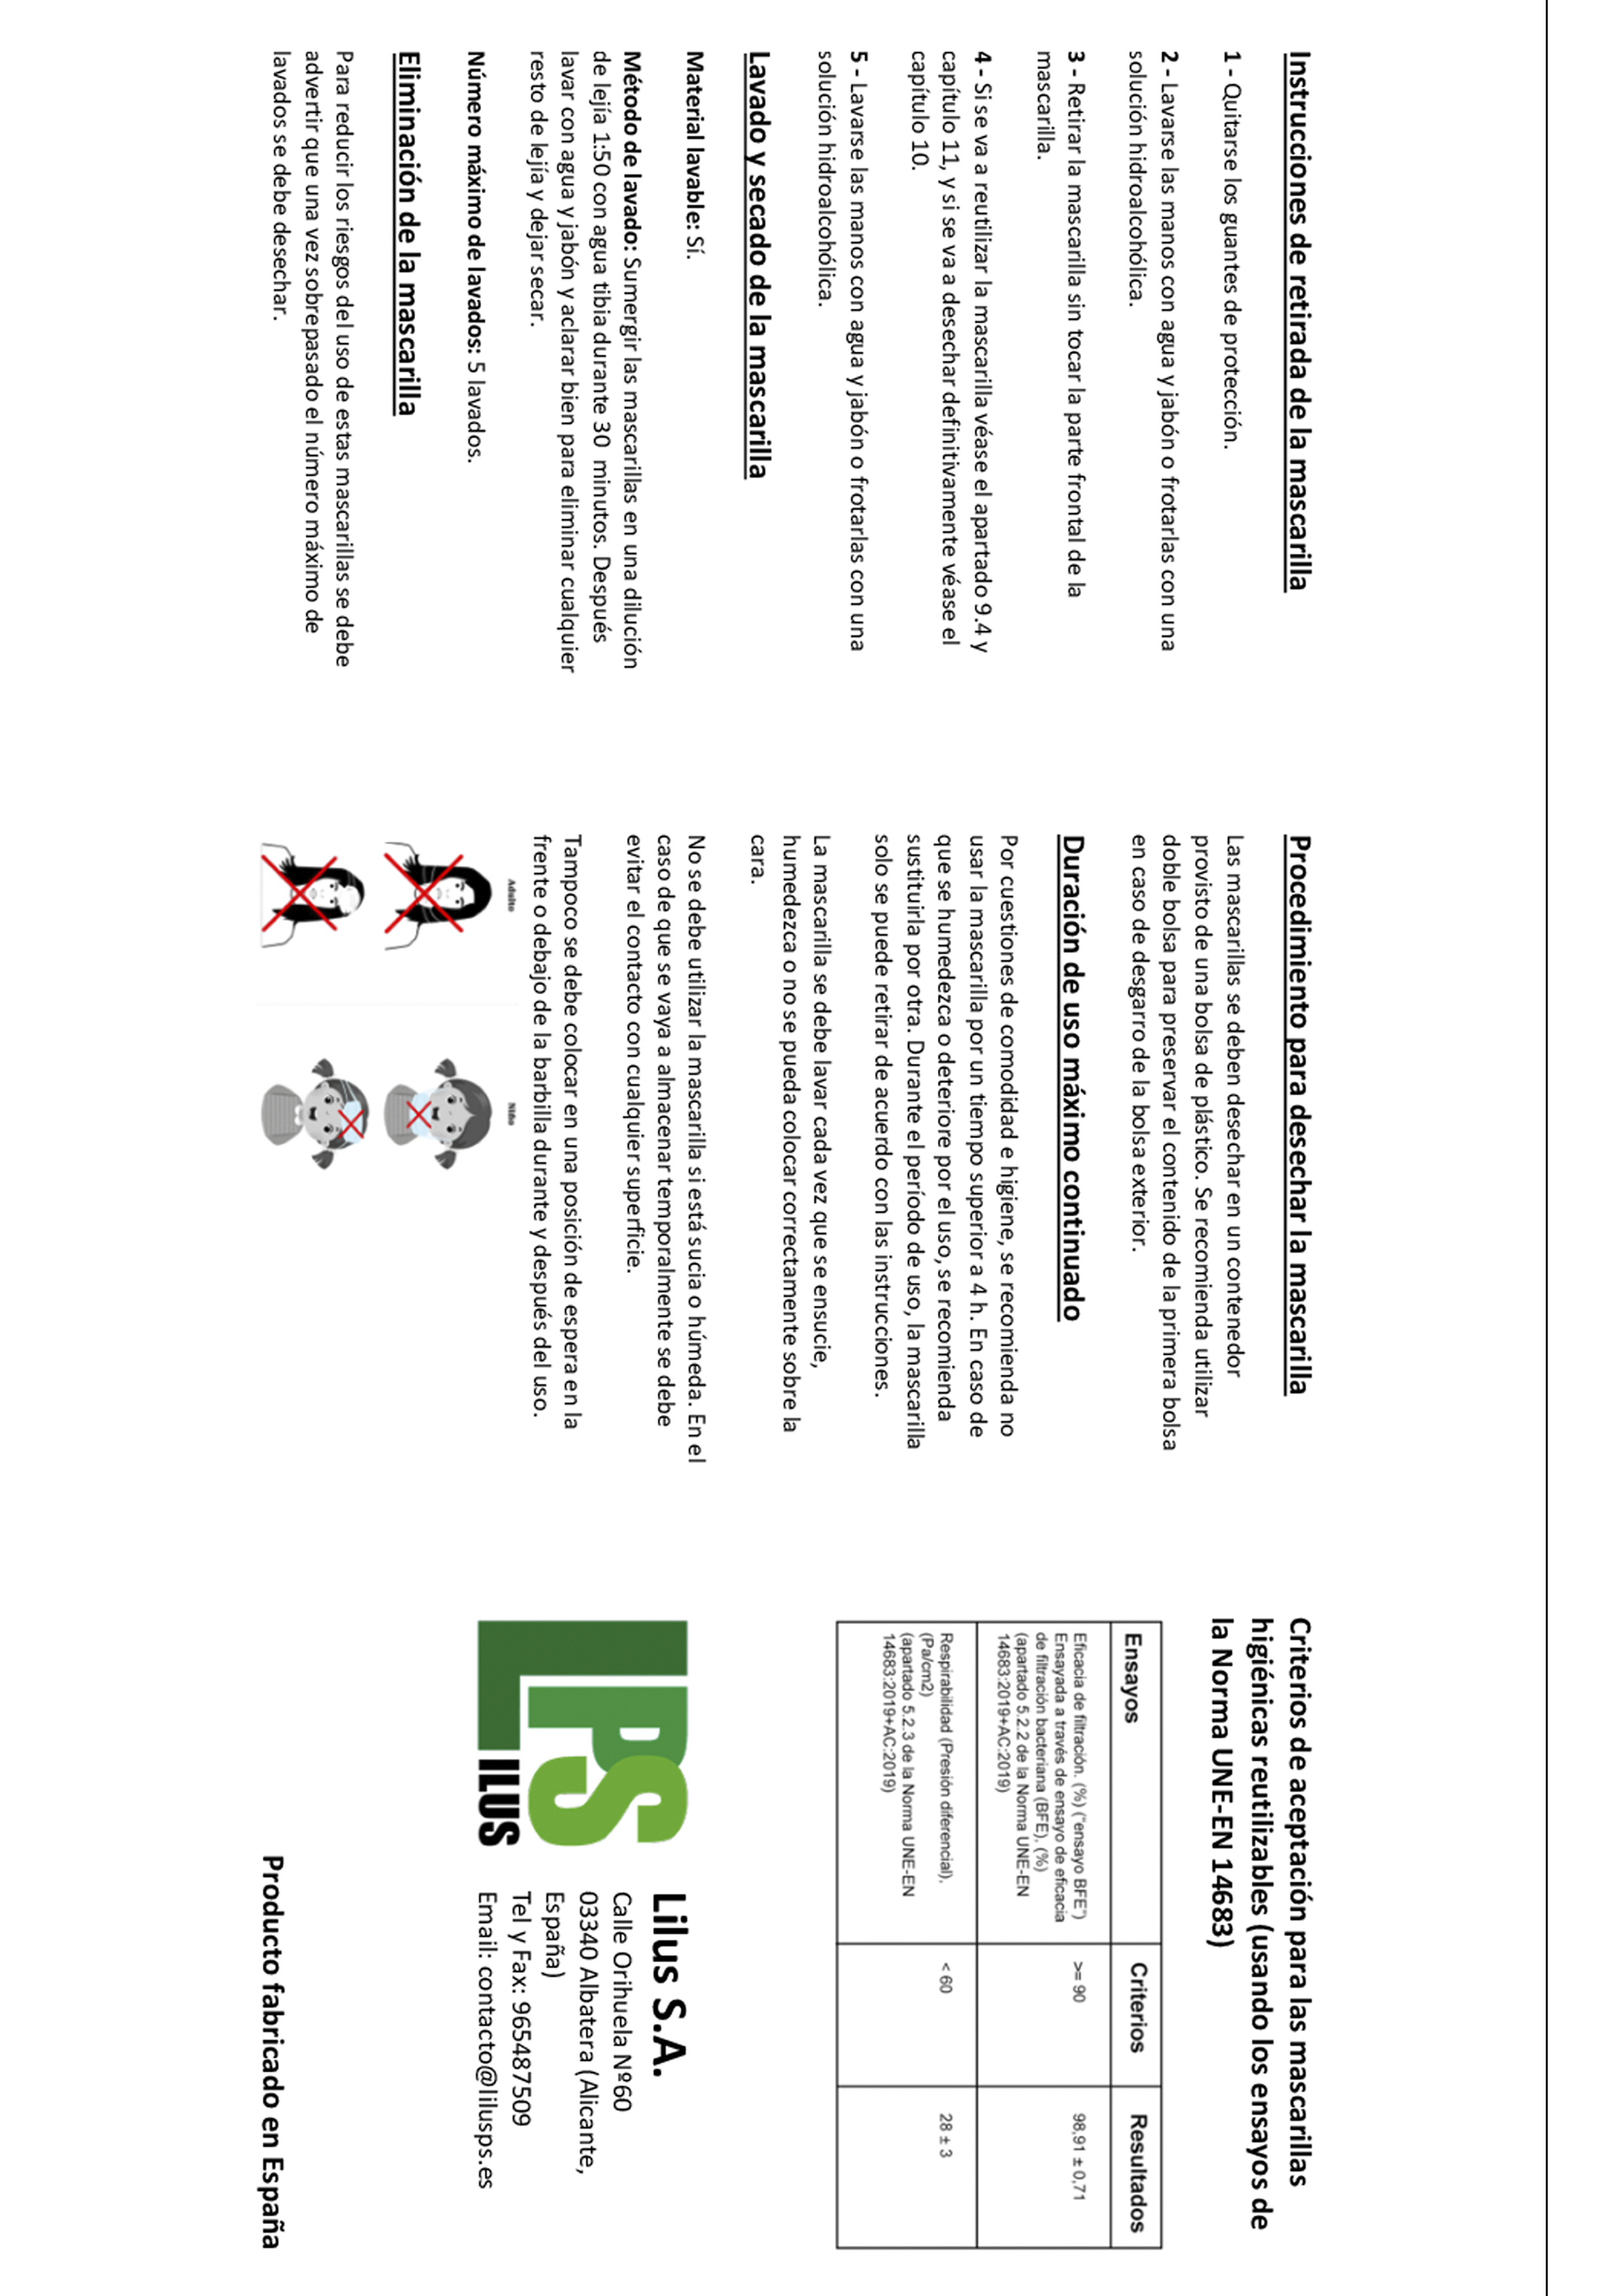 Instrucciones de retirada de la mascarilla
1 - Quitarse los guantes de protección.
2 - Lavarse las manos con agua y jabón o frotarlas con una
solución hidroalcohólica.
3 - Retirar la mascarilla sin tocar la parte frontal de la
mascarilla.
4 - Si se va a reutilizar la mascarilla véase el apartado 9.4 y
capítulo 11, y si se va a desechar definitivamente véase el
capítulo 10.
5 - Lavarse las manos con agua y jabón o frotarlas con una
solución hidroalcohólica.
Lavado y secado de la mascarilla
Material lavable: Sí.
Método de lavado: Sumergir las mascarillas en una dilución
de lejía 1:50 con agua tibia durante 30 minutos. Después
lavar con agua y jabón y aclarar bien para eliminar cualquier
resto de lejía y dejar secar.
Número máximo de lavados: 5 lavados.
Eliminación de la mascarilla
Para reducir los riesgos del uso de estas mascarillas se debe
advertir que una vez sobrepasado el número máximo de
lavados se debe desechar.
Procedimiento para desechar la mascarilla
Las mascarillas se deben desechar en un contenedor
provisto de una bolsa de plástico. Se recomienda utilizar
doble bolsa para preservar el contenido de la primera bolsa
en caso de desgarro de la bolsa exterior.
Duración de uso máximo continuado
Por cuestiones de comodidad e higiene, se recomienda no
usar la mascarilla por un tiempo superior a 4 h. En caso de
que se humedezca o deteriore por el uso, se recomienda
sustituirla por otra. Durante el período de uso, la mascarilla
solo se puede retirar de acuerdo con las instrucciones.
La mascarilla se debe lavar cada vez que se ensucie,
humedezca o no se pueda colocar correctamente sobre la
cara.
No se debe utilizar la mascarilla si está sucia o húmeda. En el
caso de que se vaya a almacenar temporalmente se debe
evitar el contacto con cualquier superficie.
Tampoco se debe colocar en una posición de espera en la
frente o debajo de la barbilla durante y después del uso.
Adulto
Niño
Criterios de aceptación para las mascarillas
higiénicas reutilizables (usando los ensayos de
la Norma UNE-EN 14683)
Ensayos
Criterios
Resultados
Eficacia de filtración. (%) ("ensayo BFE")
Ensayada a través de ensayo de eficacia
de filtración bacteriana (BFE), (%)
(apartado 5.2.2 de la Norma UNE-EN
14683:2019+AC:2019)
>= 90
98,91 ± 0,71
Respirabilidad (Presión diferencial),
(Pa/cm2)
(apartado 5.2.3 de la Norma UNE-EN
14683:2019+AC:2019)
< 60
28 ± 3
LPS
ILUS
Lilus S.A.
Calle Orihuela Nº60
03340 Albatera (Alicante,
España)
Tel y Fax: 965487509
Email: contacto@lilusps.es
Producto fabricado en España